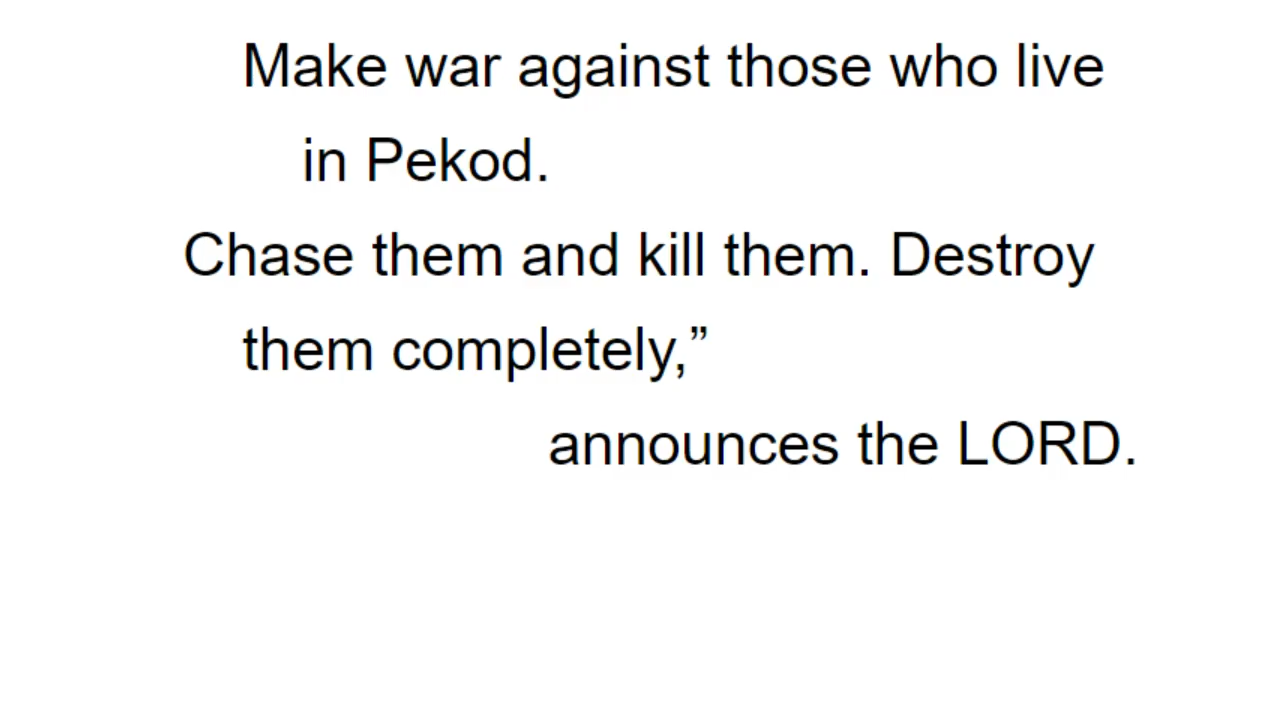 Make war against those who live
in Pekod.
Chase them and kill them. Destroy
them completely,”
announces the LORD.